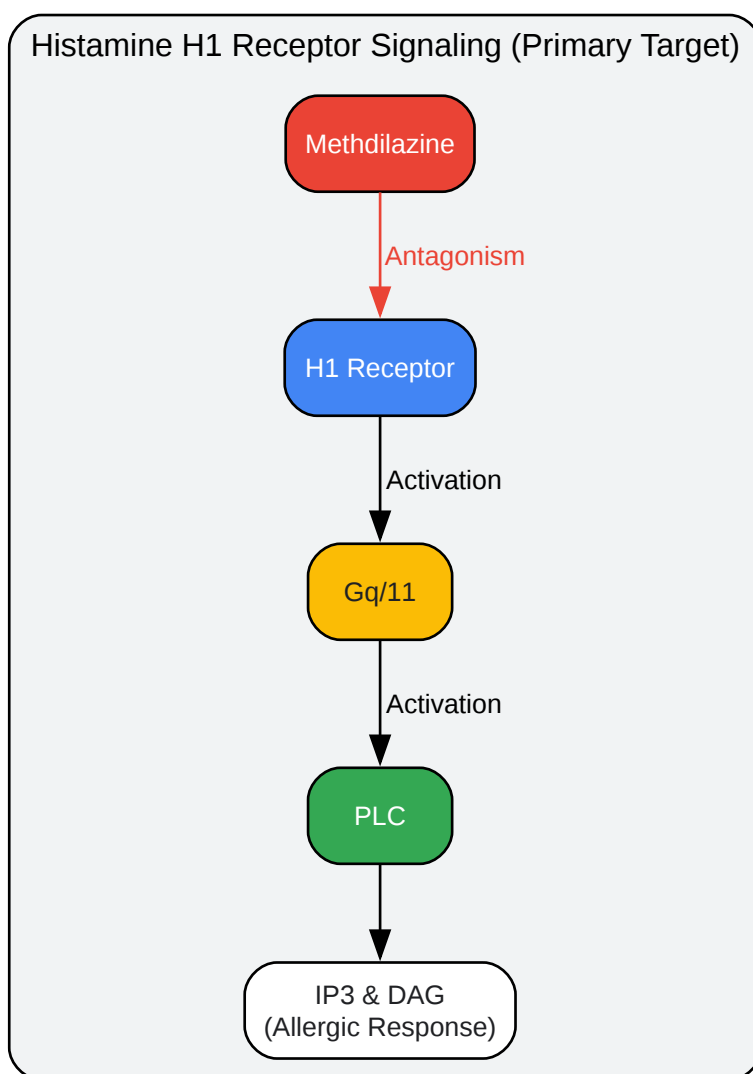 Histamine H1 Receptor Signaling (Primary Target)
Methdilazine
Antagonism
H1 Receptor
Activation
Gq/11
Activation
PLC
IP3 & DAG
(Allergic Response)